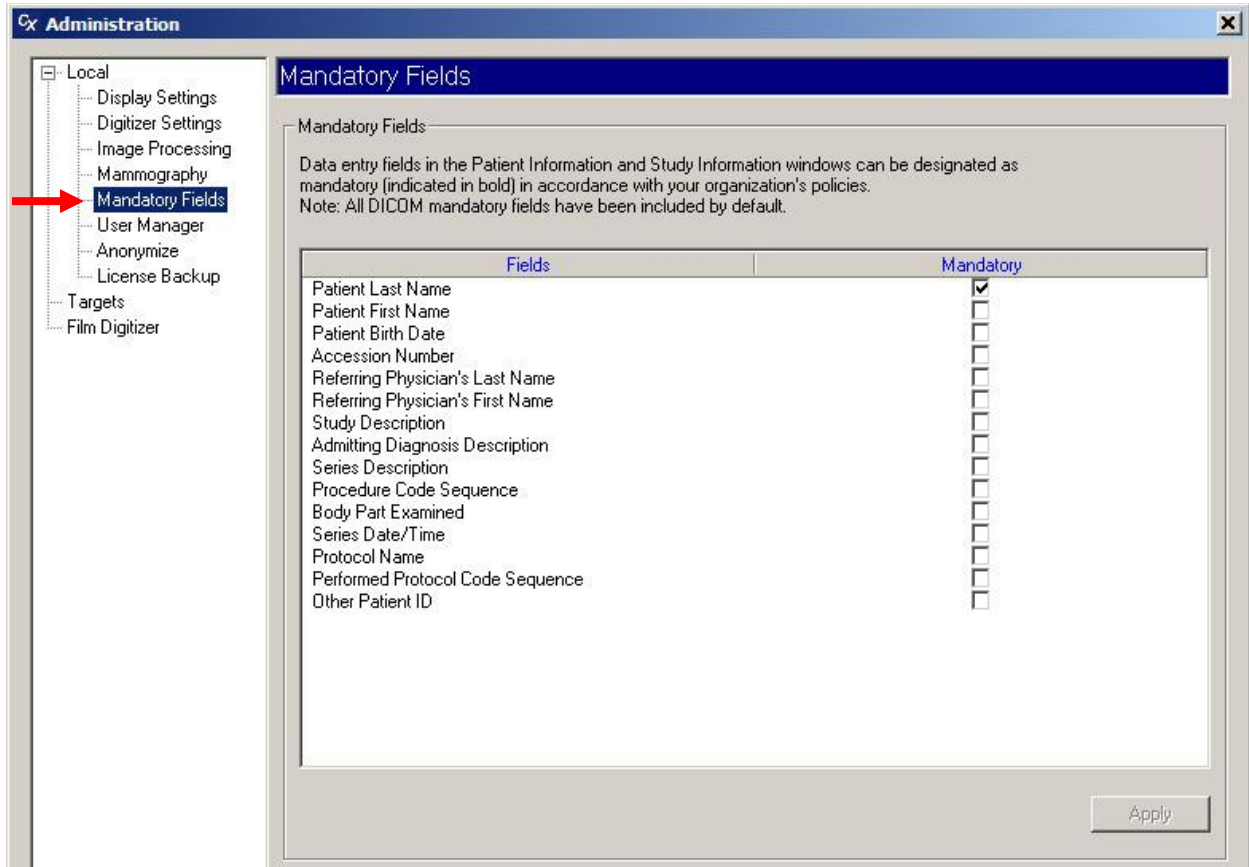 Cx Administration
Local
Display Settings
Digitizer Settings
Image Processing
Mammography
Mandatory Fields
User Manager
Anonymize
License Backup
Targets
Film Digitizer
Mandatory Fields
Mandatory Fields
Data entry fields in the Patient Information and Study Information windows can be designated as
mandatory (indicated in bold) in accordance with your organization's policies.
Note: All DICOM mandatory fields have been included by default.
Fields Mandatory
Patient Last Name
Patient First Name
Patient Birth Date
Accession Number
Referring Physician's Last Name
Referring Physician's First Name
Study Description
Admitting Diagnosis Description
Series Description
Procedure Code Sequence
Body Part Examined
Series Date/Time
Protocol Name
Performed Protocol Code Sequence
Other Patient ID
Apply